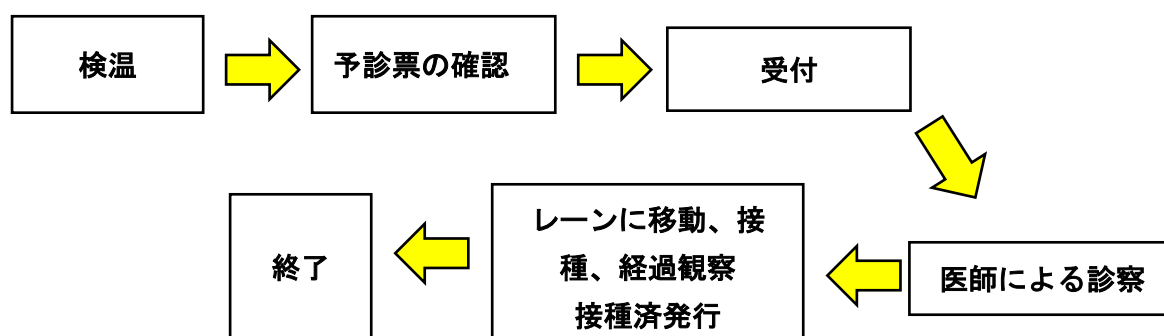 検温
予診票の確認
受付
医師による診察
レーンに移動、接
種、経過観察
接種済発行
終了